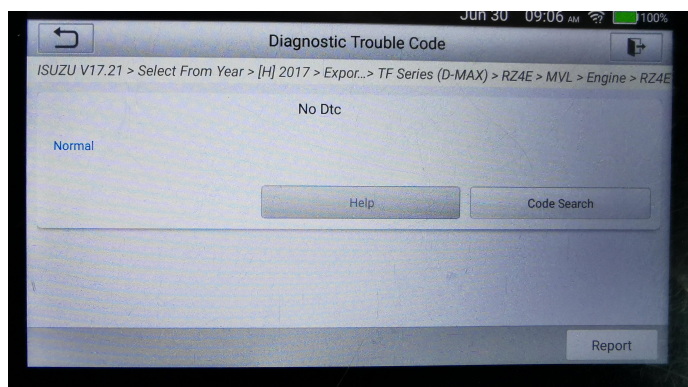 Jun 30 09:06 AM 100%
Diagnostic Trouble Code
ISUZU V17.21 > Select From Year > [H] 2017 > Expor...> TF Series (D-MAX) > RZ4E > MVL > Engine > RZ4E
No Dtc
Normal
Help Code Search
Report